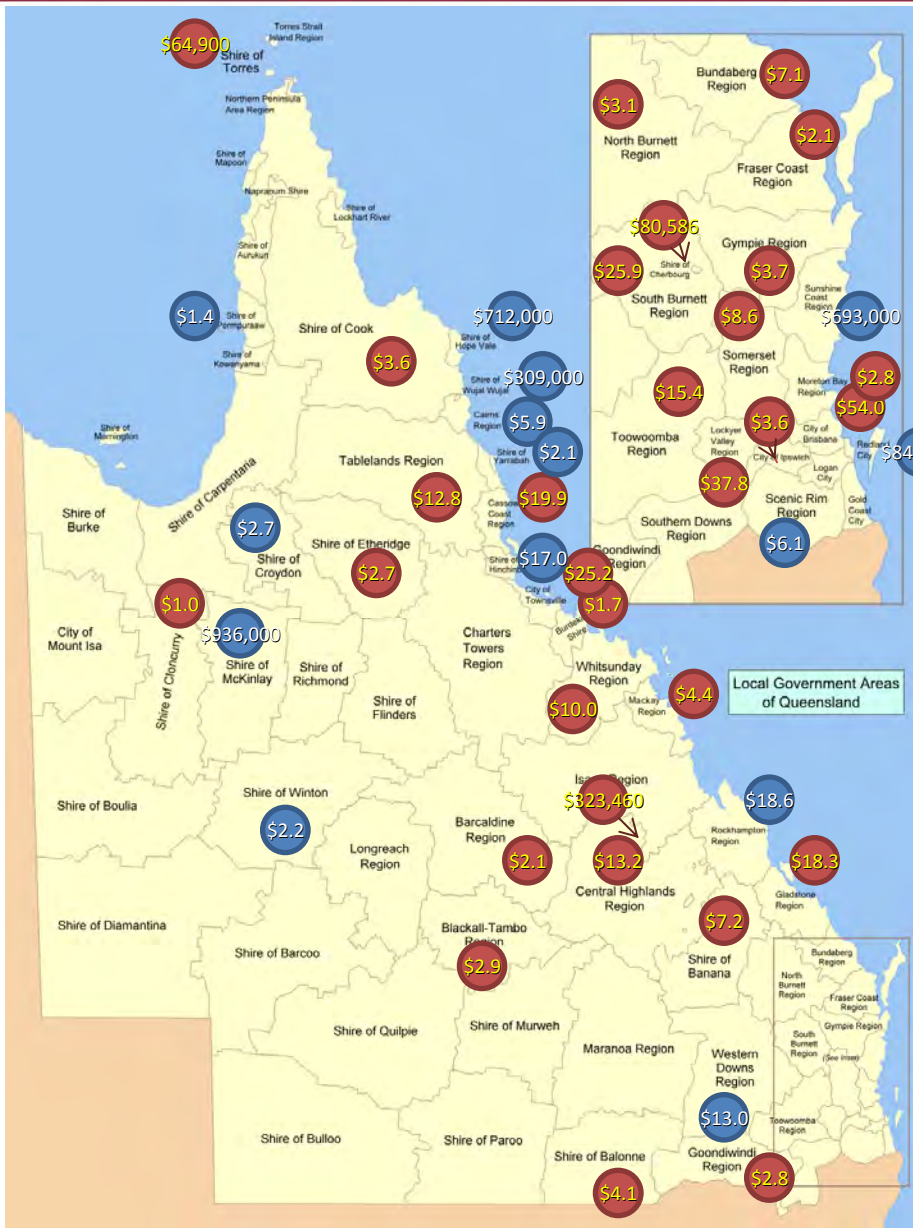 Torres Strait
Island Region
$64,900
Shire of
Torres
Northern Peninsula
Area Region
Shire of
Mapoon
Napranum Shire
Shire of
Lockhart River
Shire of
Aurukun
$1.4
Shire of
Pormpuraaw
Shire of Cook
$712,000
Shire of
Hope Vale
Shire of
Kowanyama
$3.6
Shire of
Wujal Wujal
$309,000
Cairns
Region
$5.9
Shire of
Mornington
Shire of
Yarrabah
$2.1
Tablelands Region
Shire of Carpentaria
$12.8
Coast
Region
$19.9
Shire of
Burke
$2.7
Shire of
Croydon
Shire of Etheridge
$2.7
Shire of
$17.0
$25.2
City of
Townsville
$1.7
Burdekin
Shire
$1.0
City of
Mount Isa
Shire of Cloncurry
$936,000
Shire of
McKinlay
Shire of
Richmond
Shire of
Flinders
Charters
Towers
Region
Whitsunday
Region
$10.0
Mackay
Region
$4.4
Local Government Areas
of Queensland
Region
$323,460
$18.6
Shire of Boulia
Shire of Winton
$2.2
Longreach
Region
Barcaldine
Region
$2.1
$13.2
Central Highlands
Region
Rockhampton
Region
$18.3
Gladstone
Region
Shire of Diamantina
Shire of Barcoo
Blackall-Tambo
Region
$2.9
$7.2
Shire of
Banana
Shire of Quilpie
Shire of Murweh
Maranoa Region
Western
Downs
Region
$13.0
Goondiwindi
Region
$2.8
Shire of Bulloo
Shire of Paroo
Shire of Balonne
$4.1
Bundaberg
Region
North
Burnett
Region
Fraser Coast
Region
Gympie Region
South
Burnett
Region
(See inset)
Toowoomba
Region
Bundaberg
Region
$7.1
$3.1
North Burnett
Region
$2.1
Fraser Coast
Region
$80,586
Shire of
Cherbourg
$25.9
South Burnett
Region
Gympie Region
$3.7
$8.6
Sunshine
Coast
Region
$693,000
Somerset
Region
Moreton Bay
Region
$2.8
$54.0
$15.4
$3.6
Toowoomba
Region
Lockyer
Valley
Region
City of
Brisbane
City of Ipswich
Redland
City
$84
Logan
City
$37.8
Scenic Rim
Region
Gold
Coast
City
Southern Downs
Region
$6.1
Goondiwindi
Region